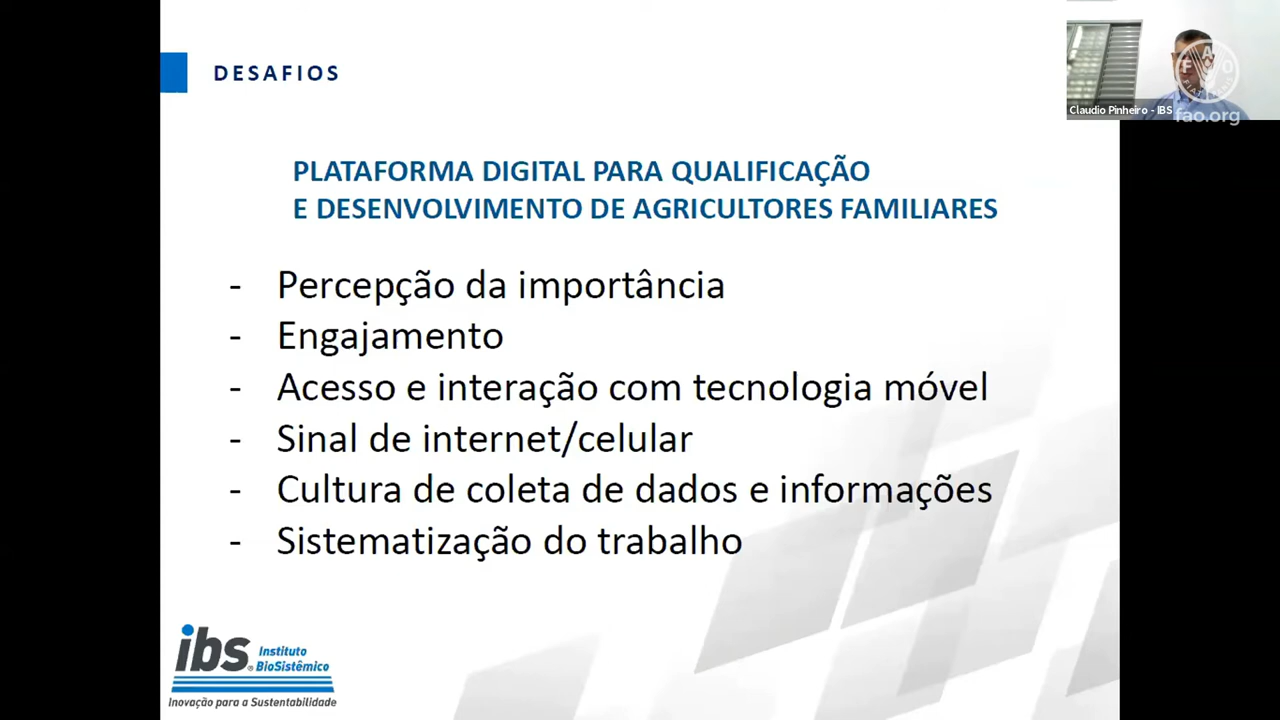 DESAFIOS
PLATAFORMA DIGITAL PARA QUALIFICAÇÃO
E DESENVOLVIMENTO DE AGRICULTORES FAMILIARES
- Percepção da importância
- Engajamento
- Acesso e interação com tecnologia móvel
- Sinal de internet/celular
- Cultura de coleta de dados e informações
- Sistematização do trabalho
ibs® Instituto
BioSistêmico
Inovação para a Sustentabilidade
Claudio Pinheiro - IBS
F A O
FIAT PANIS
fao.org